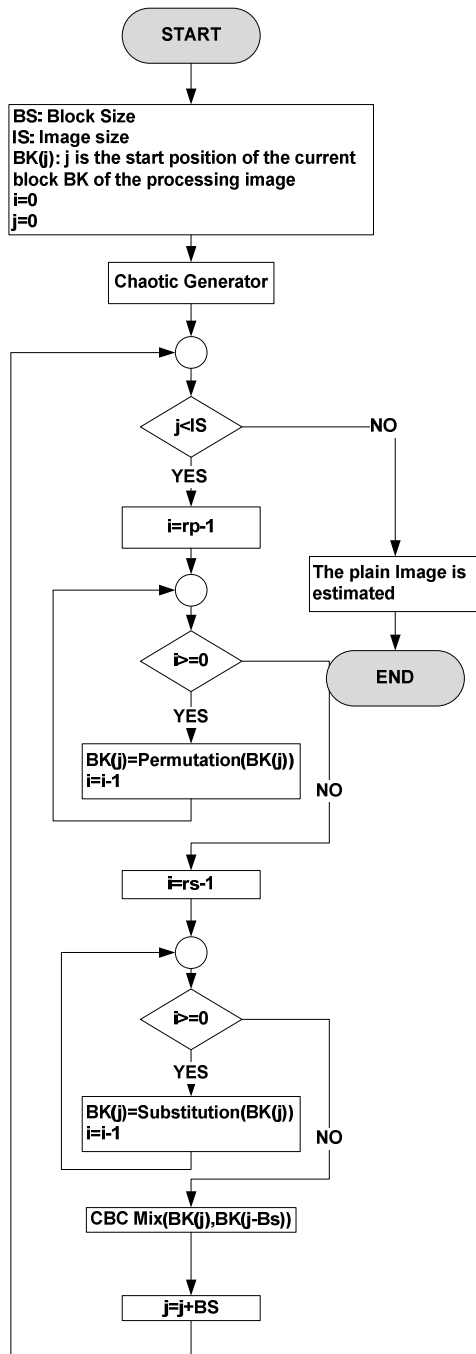 START
BS: Block Size
IS: Image size
BK(j): j is the start position of the current
block BK of the processing image
i=0
j=0
Chaotic Generator
j<IS
NO
YES
i=rp-1
The plain Image is
estimated
i>=0
END
YES
BK(j)=Permutation(BK(j))
i=i-1
NO
i=rs-1
i>=0
YES
BK(j)=Substitution(BK(j))
i=i-1
NO
CBC Mix(BK(j),BK(j-Bs))
j=j+BS